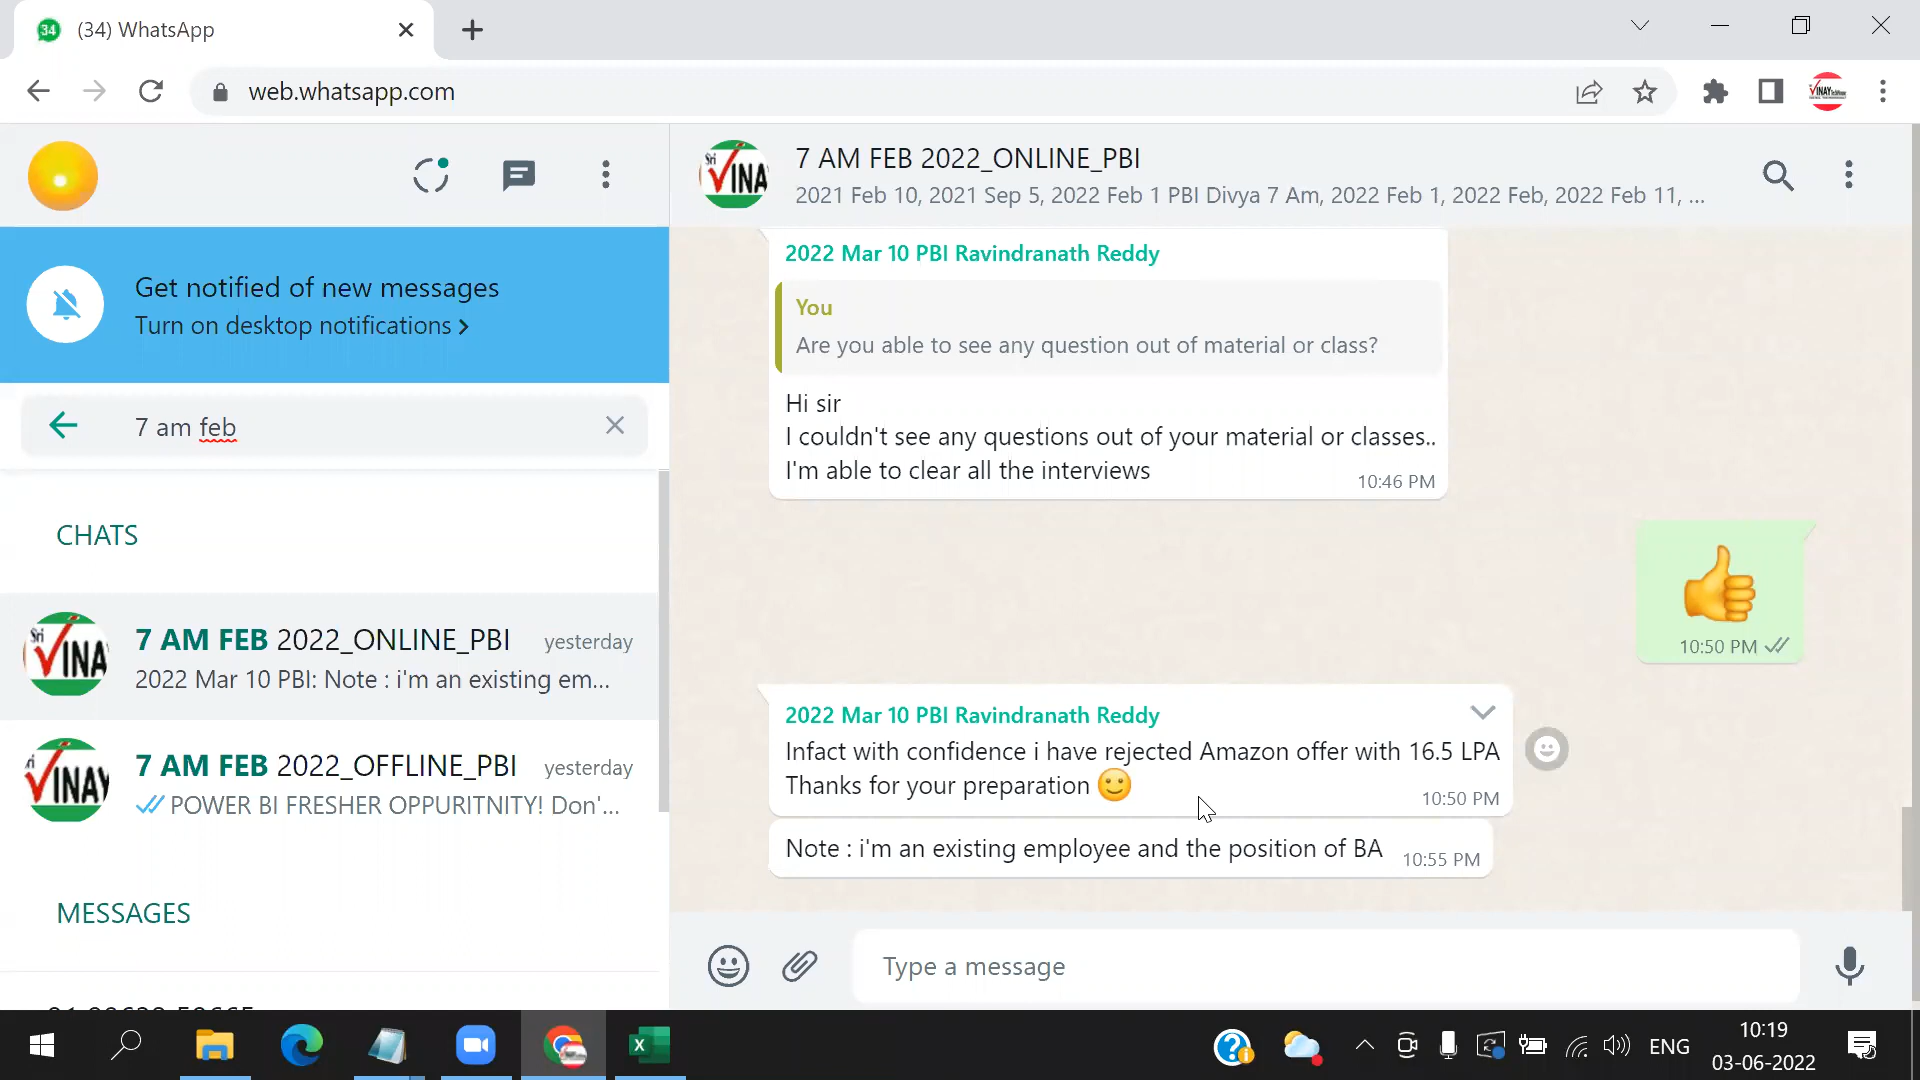 34
(34) WhatsApp
web.whatsapp.com
Sri
VINA
7 AM FEB 2022_ONLINE_PBI
2021 Feb 10, 2021 Sep 5, 2022 Feb 1 PBI Divya 7 Am, 2022 Feb 1, 2022 Feb, 2022 Feb 11, ...
Get notified of new messages
Turn on desktop notifications >
7 am feb
CHATS
Sri
VINA
7 AM FEB 2022_ONLINE_PBI
yesterday
2022 Mar 10 PBI: Note : i'm an existing em...
VINAY
7 AM FEB 2022_OFFLINE_PBI
yesterday
POWER BI FRESHER OPPURITNITY! Don'...
MESSAGES
2022 Mar 10 PBI Ravindranath Reddy
You
Are you able to see any question out of material or class?
Hi sir
I couldn't see any questions out of your material or classes..
I'm able to clear all the interviews
10:46 PM
10:50 PM
2022 Mar 10 PBI Ravindranath Reddy
Infact with confidence i have rejected Amazon offer with 16.5 LPA
Thanks for your preparation
10:50 PM
Note : i'm an existing employee and the position of BA
10:55 PM
Type a message
ENG
10:19
03-06-2022